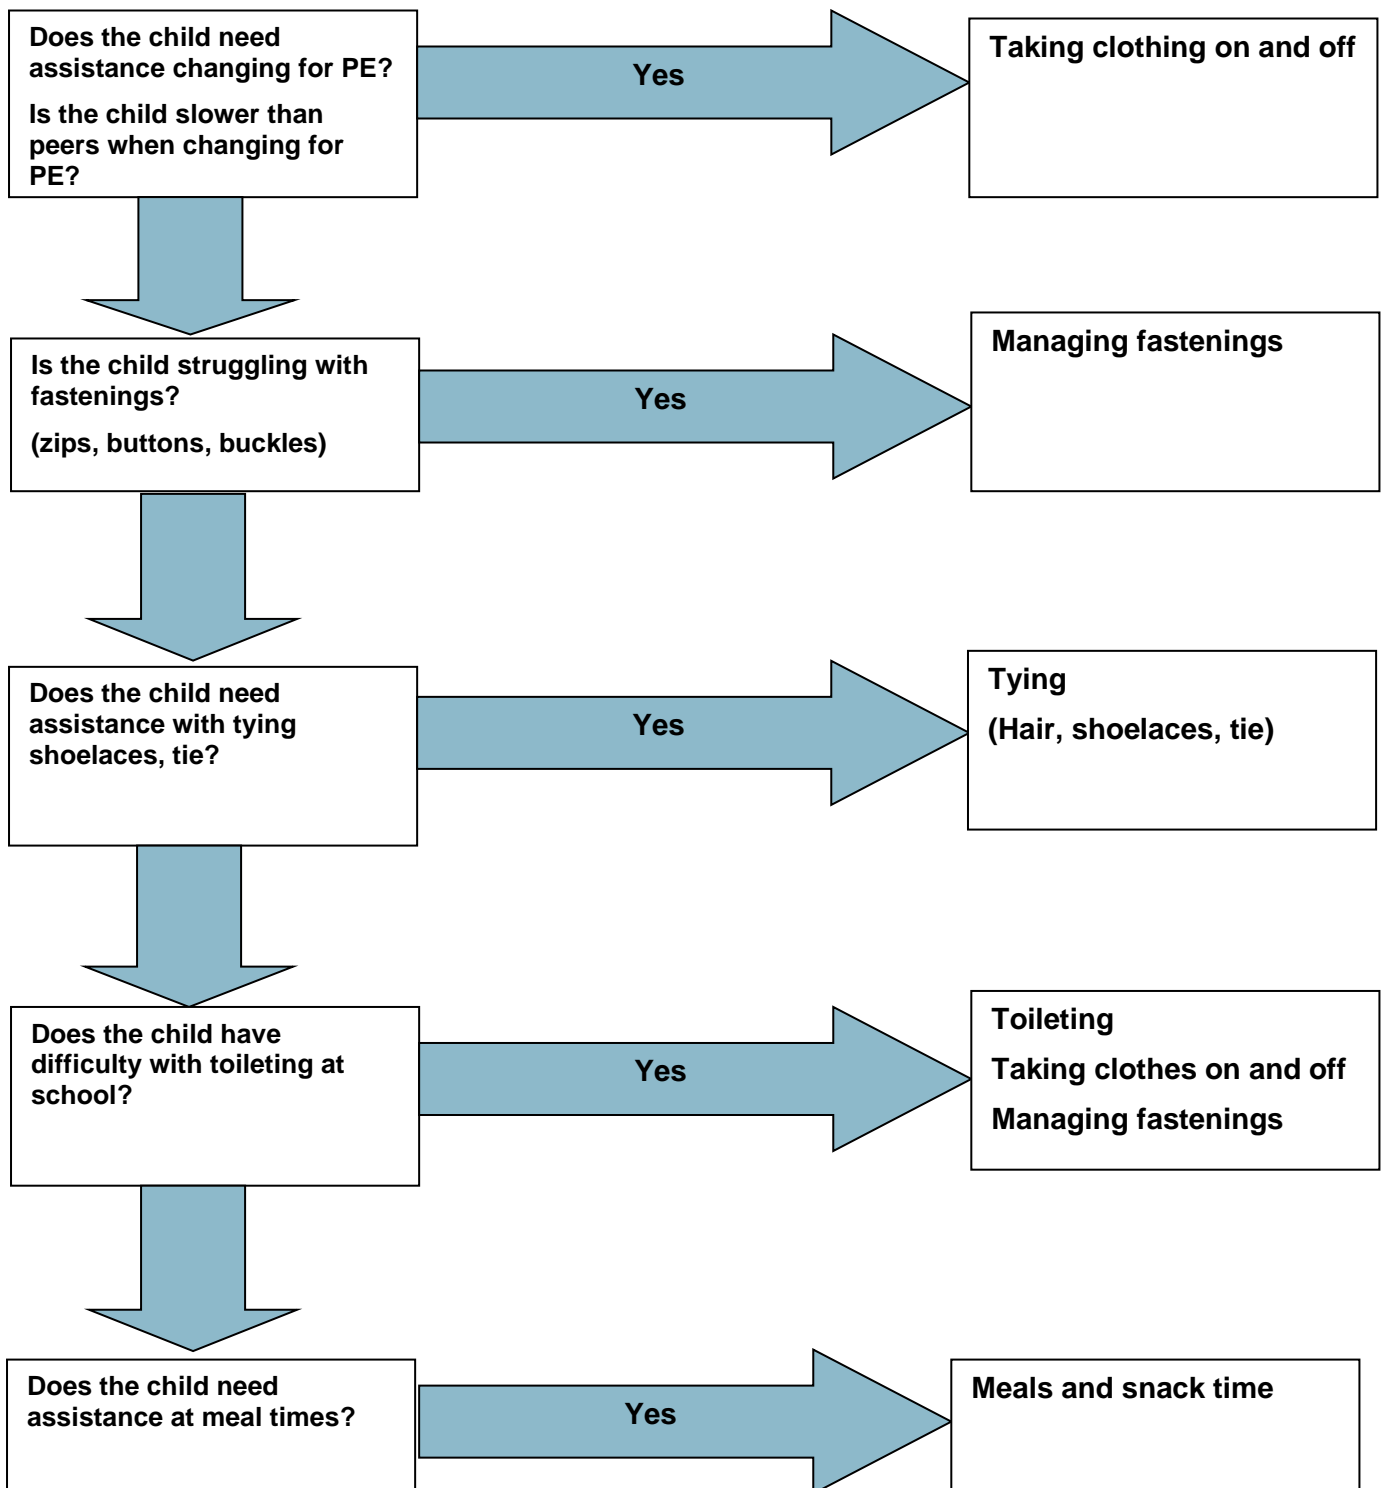 Does the child need
assistance changing for PE?
Is the child slower than
peers when changing for
PE?
Yes
Taking clothing on and off
Is the child struggling with
fastenings?
(zips, buttons, buckles)
Yes
Managing fastenings
Does the child need
assistance with tying
shoelaces, tie?
Yes
Tying
(Hair, shoelaces, tie)
Does the child have
difficulty with toileting at
school?
Yes
Toileting
Taking clothes on and off
Managing fastenings
Does the child need
assistance at meal times?
Yes
Meals and snack time